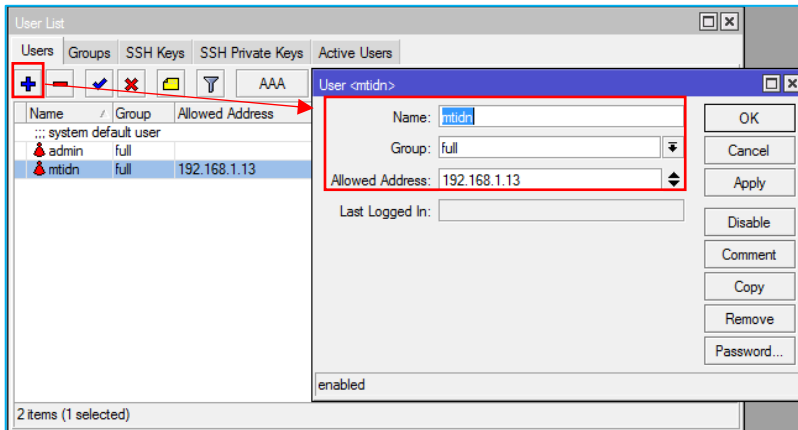 User List
Users Groups SSH Keys SSH Private Keys Active Users
AAA
Name Group Allowed Address
::: system default user
admin full
mtidn full 192.168.1.13
2 items (1 selected)
User <mtidn>
Name: mtidn
Group: full
Allowed Address: 192.168.1.13
Last Logged In:
OK
Cancel
Apply
Disable
Comment
Copy
Remove
Password...
enabled